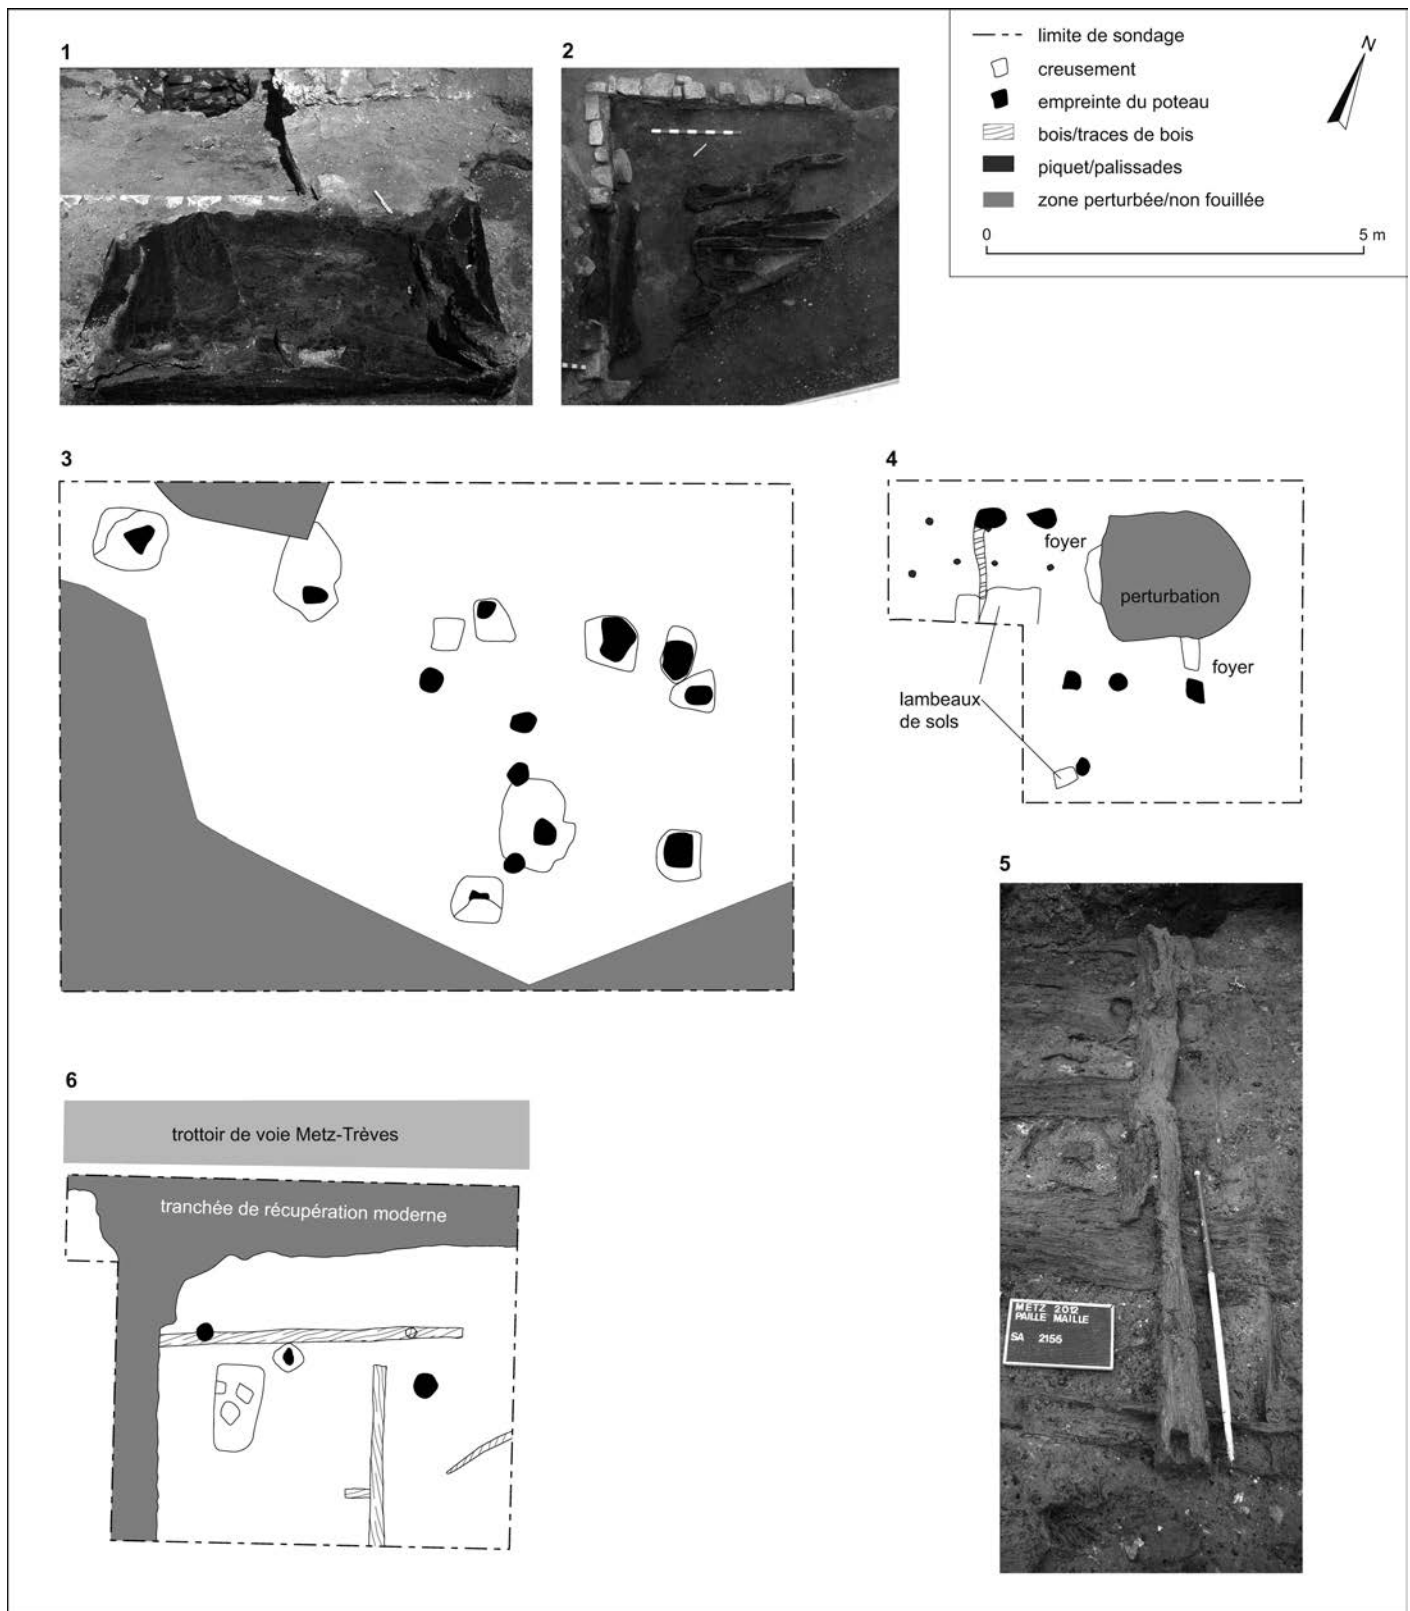 1
2
limite de sondage
creusement
empreinte du poteau
bois/traces de bois
piquet/palissades
zone perturbée/non fouillée
0
5 m
N
3
4
foyer
perturbation
foyer
lambeaux
de sols
5
METZ 2012
PAILLE MAILLE
SA 2155
6
trottoir de voie Metz-Trèves
tranchée de récupération moderne